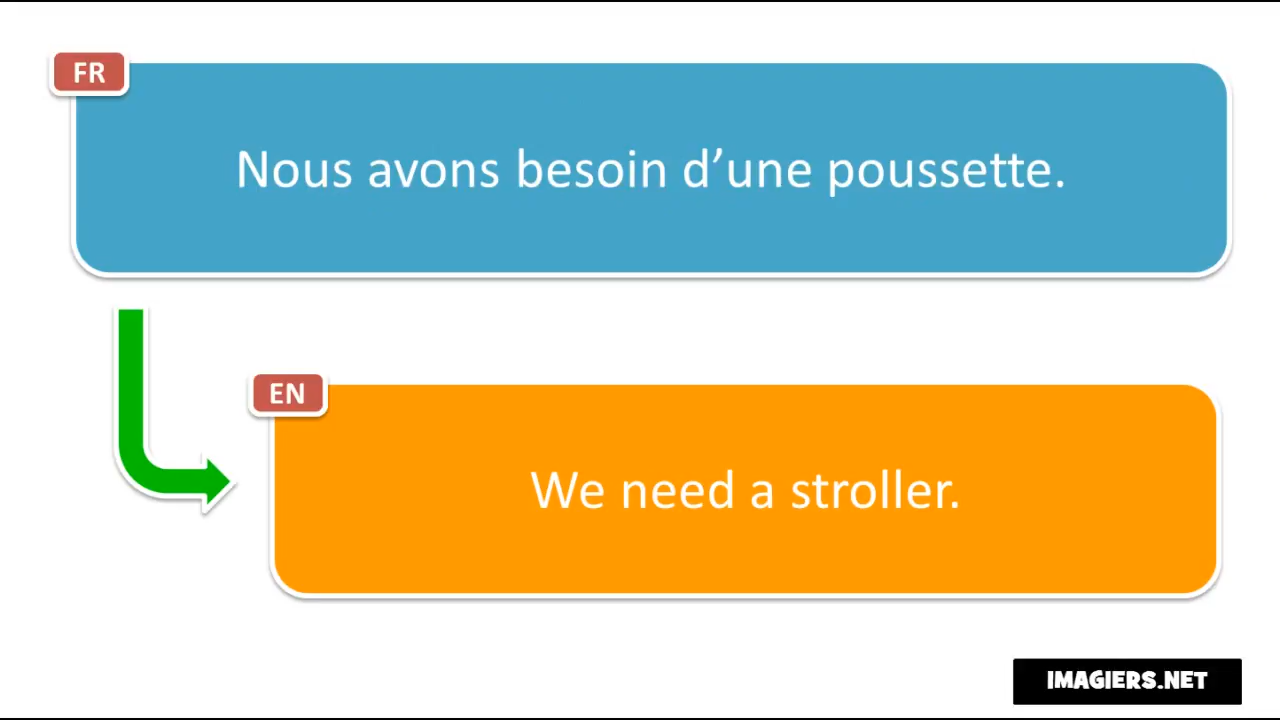 FR
Nous avons besoin d’une poussette.
EN
We need a stroller.
IMAGIERS.NET